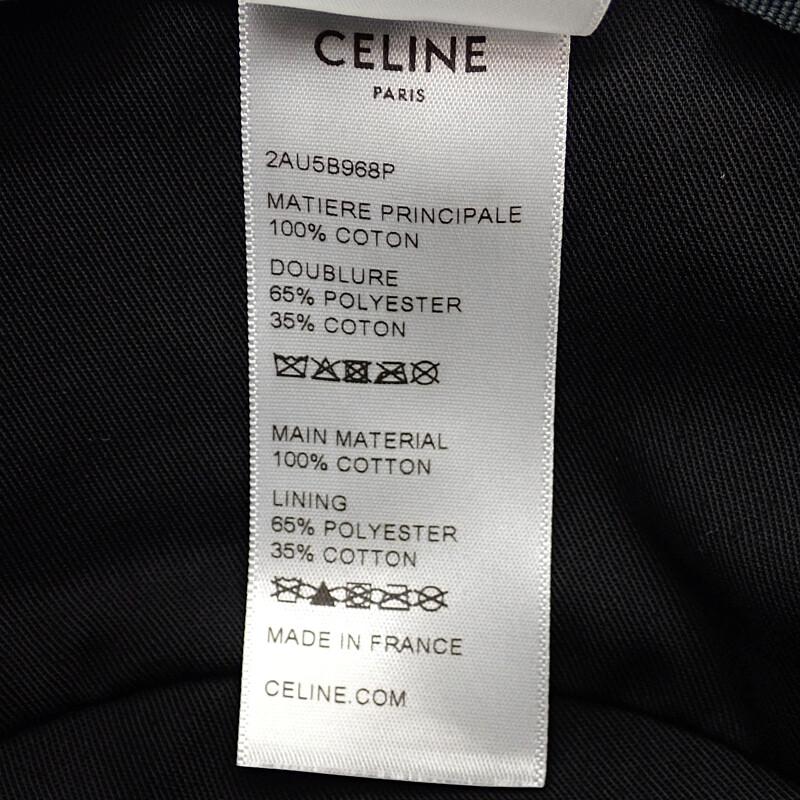 CELINE
PARIS
2AU5B968P
MATIERE PRINCIPALE
100% COTON
DOUBLURE
65% POLYESTER
35% COTON
MAIN MATERIAL
100% COTTON
LINING
65% POLYESTER
35% COTTON
MADE IN FRANCE
CELINE.COM